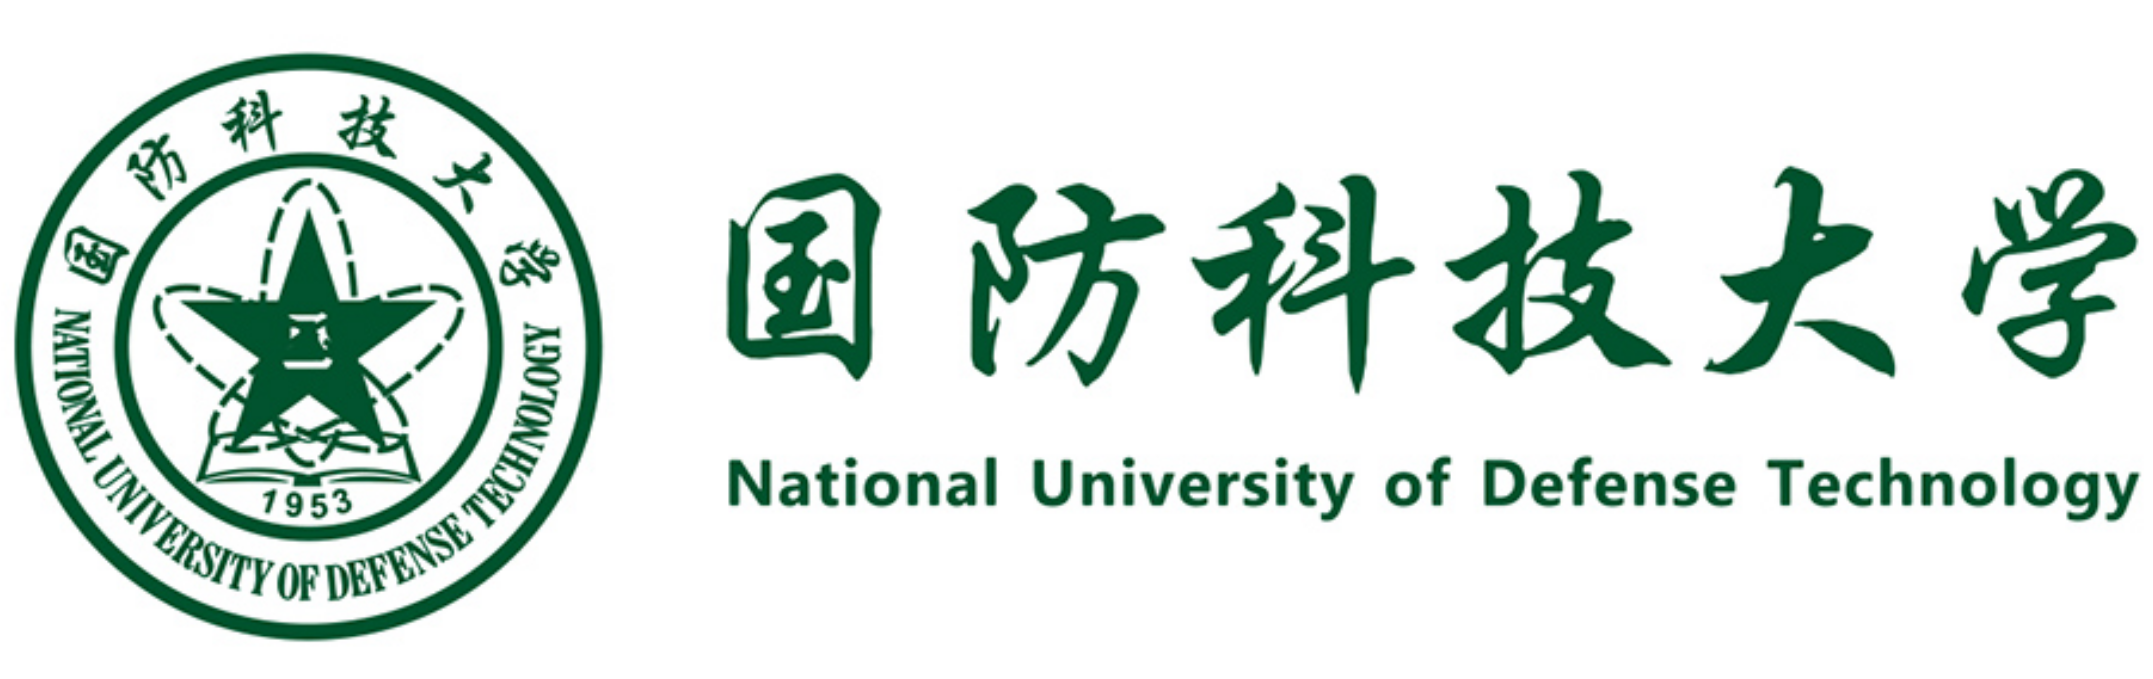 国防科技大学
1953
NATIONAL UNIVERSITY OF DEFENSE TECHNOLOGY
国防科技大学
National University of Defense Technology